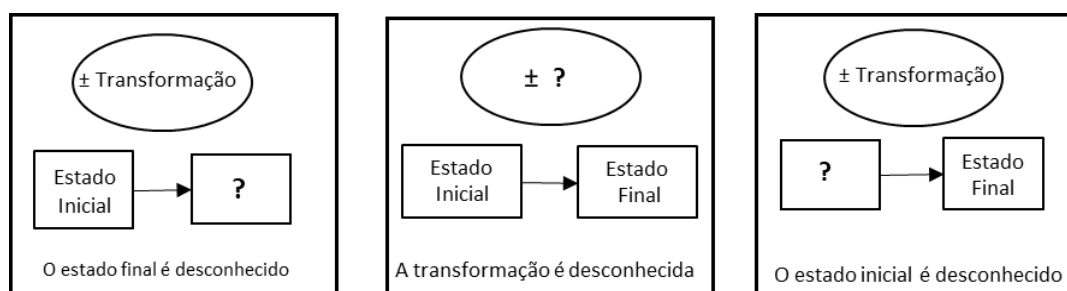 ± Transformação
Estado
Inicial
?
O estado final é desconhecido
± ?
Estado
Inicial
Estado
Final
A transformação é desconhecida
± Transformação
?
Estado
Final
O estado inicial é desconhecido